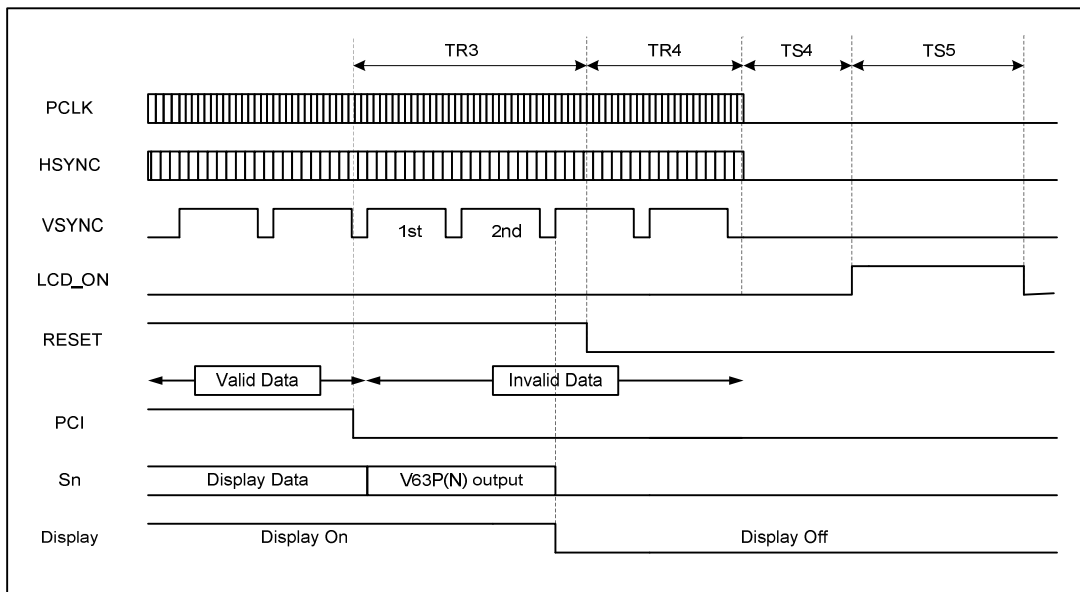 TR3 TR4 TS4 TS5
PCLK
HSYNC
VSYNC 1st 2nd
LCD_ON
RESET
Valid Data Invalid Data
PCI
Sn Display Data V63P(N) output
Display Display On Display Off